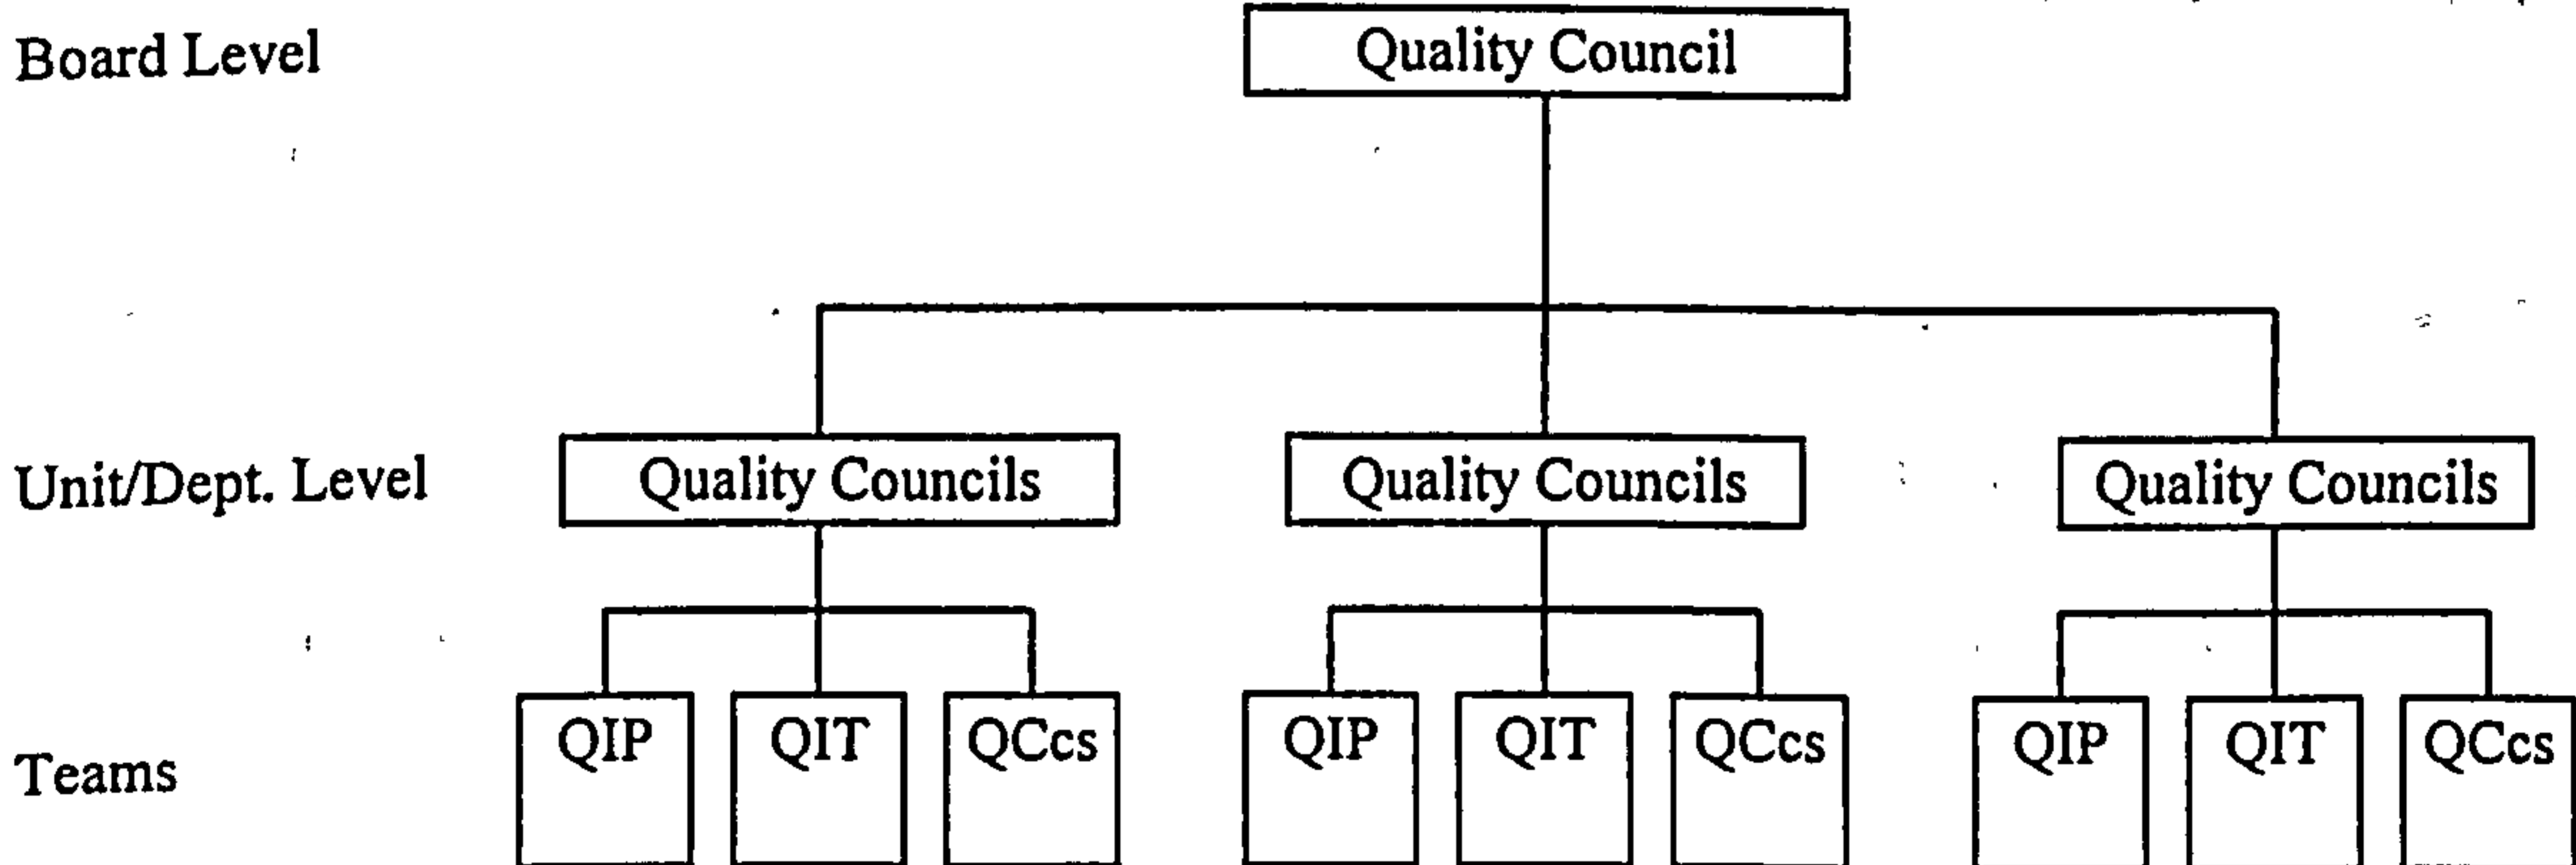 Board Level
Quality Council
Unit/Dept. Level
Quality Councils
Quality Councils
Quality Councils
Teams
QIP
QIT
QCcs
QIP
QIT
QCcs
QIP
QIT
QCcs